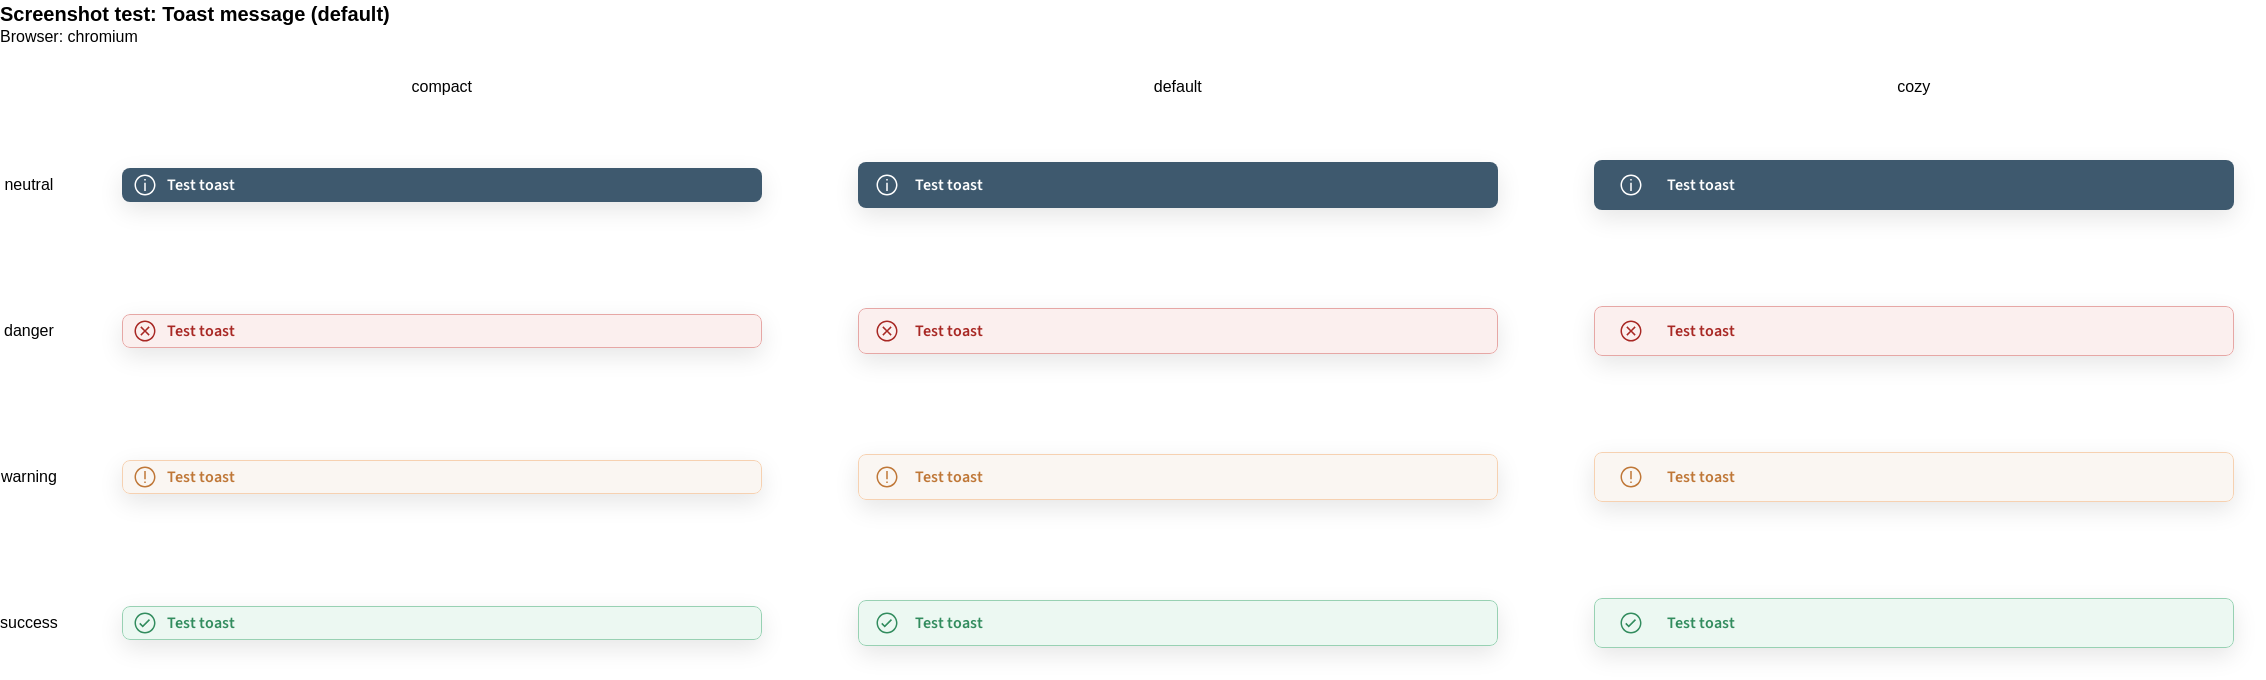 Screenshot test: Toast message (default)
Browser: chromium
compact default cozy
neutral Test toast Test toast Test toast
danger Test toast Test toast Test toast
warning Test toast Test toast Test toast
success Test toast Test toast Test toast